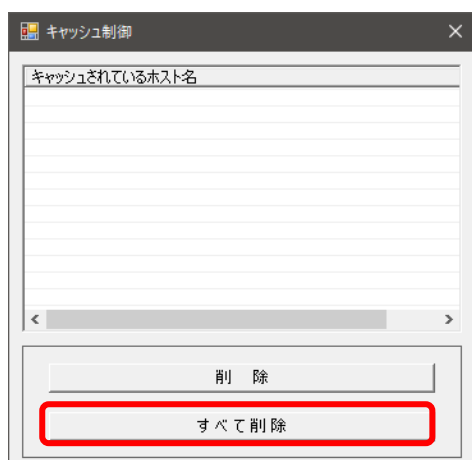 キャッシュ制御
キャッシュされているホスト名
削　除
すべて削除